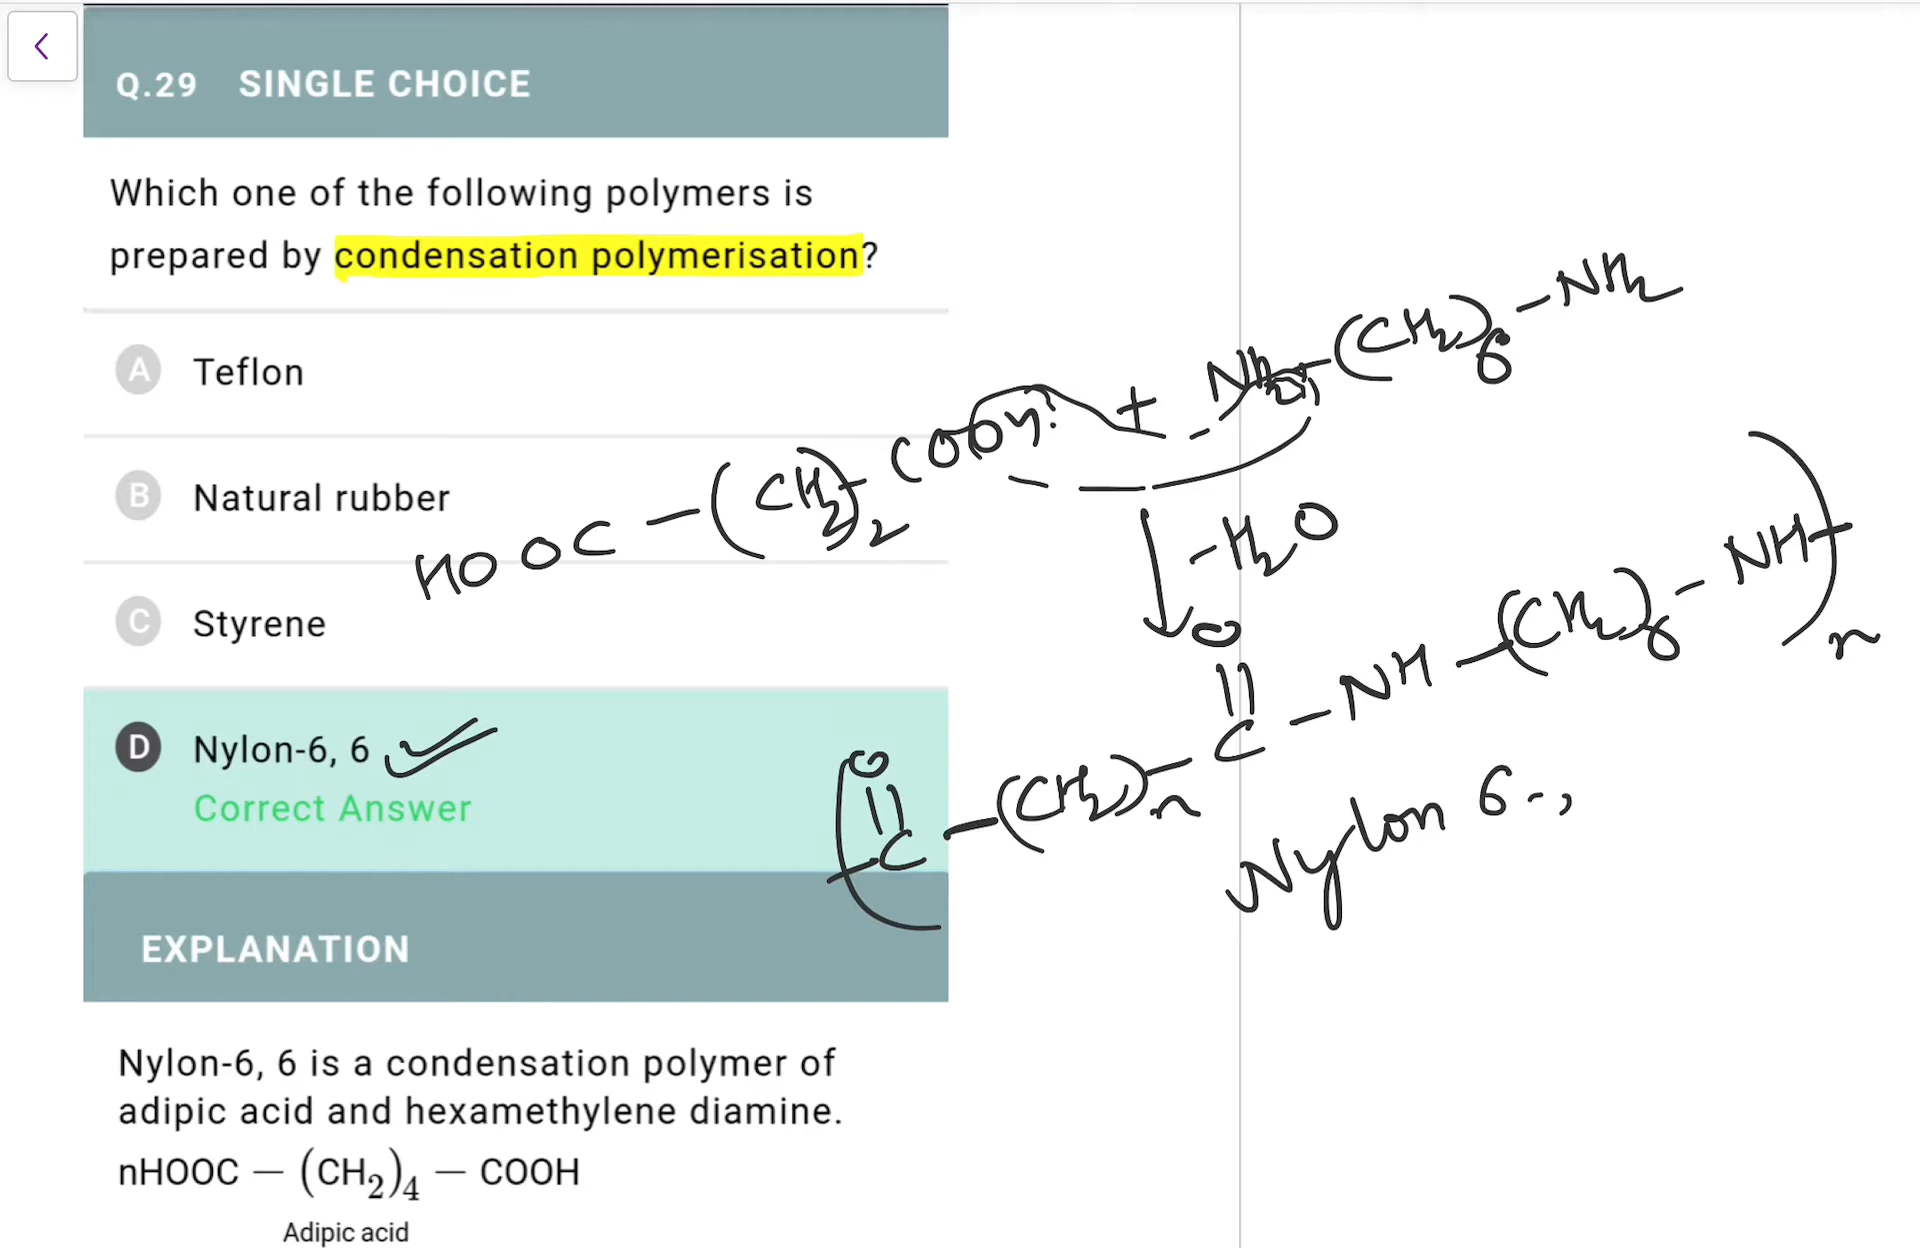 Q.29 SINGLE CHOICE
Which one of the following polymers is
prepared by condensation polymerisation?
A Teflon
B Natural rubber
C Styrene
D Nylon-6, 6
Correct Answer
HOOC - (CH2)2 COOH + NH2 - (CH2)6 - NH2
-H2O
O
O
( C - (CH2)n - C - NH - (CH2)6 - NH )n
Nylon 6-,
EXPLANATION
Nylon-6, 6 is a condensation polymer of
adipic acid and hexamethylene diamine.
nHOOC — (CH2)4 — COOH
Adipic acid